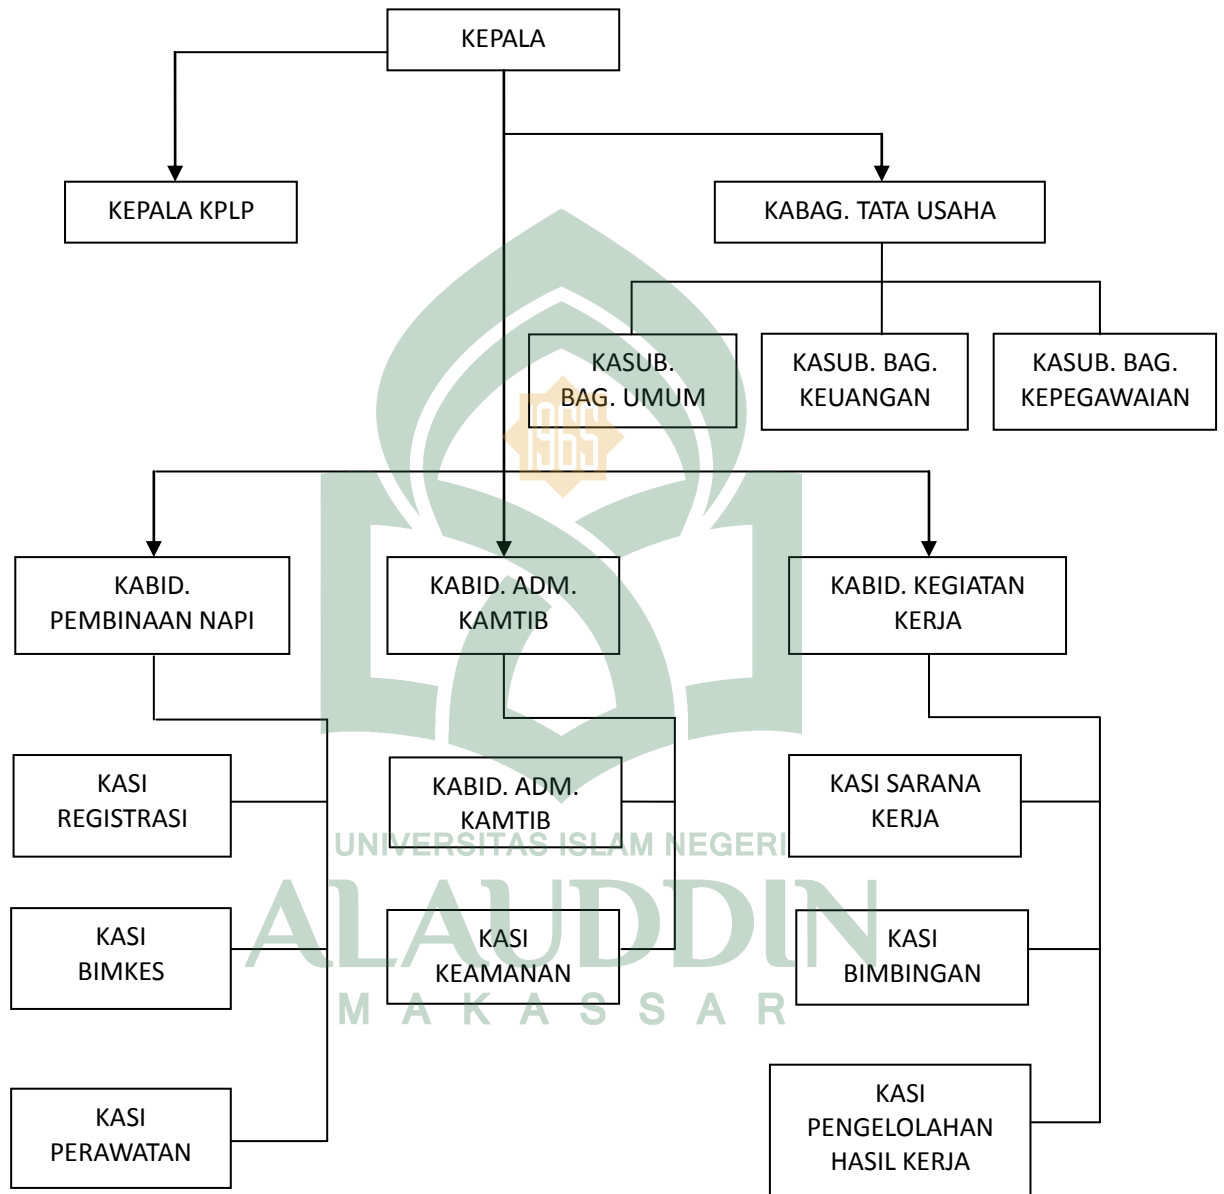 KEPALA
KEPALA KPLP
KABAG. TATA USAHA
KASUB.
BAG. UMUM
KASUB. BAG.
KEUANGAN
KASUB. BAG.
KEPEGAWAIAN
1965
KABID.
PEMBINAAN NAPI
KABID. ADM.
KAMTIB
KABID. KEGIATAN
KERJA
KASI
REGISTRASI
KABID. ADM.
KAMTIB
KASI SARANA
KERJA
UNIVERSITAS ISLAM NEGERI
ALAUDDIN
MAKASSAR
KASI
BIMKES
KASI
KEAMANAN
KASI
BIMBINGAN
KASI
PERAWATAN
KASI
PENGELOLAHAN
HASIL KERJA